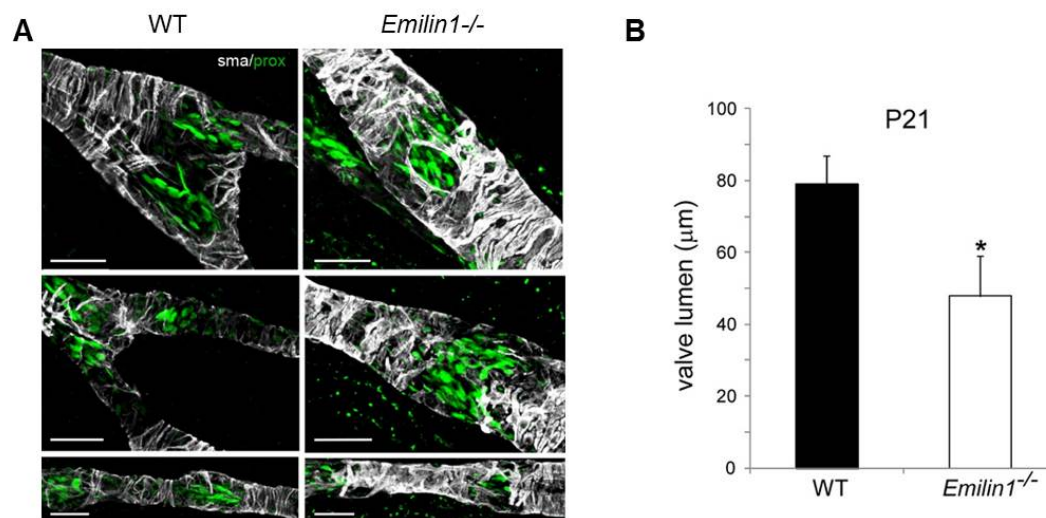 A
WT
Emilin1-/-
sma/prox
B
P21
valve lumen (μm)
100
80
60
40
20
0
*
WT
Emilin1-/-